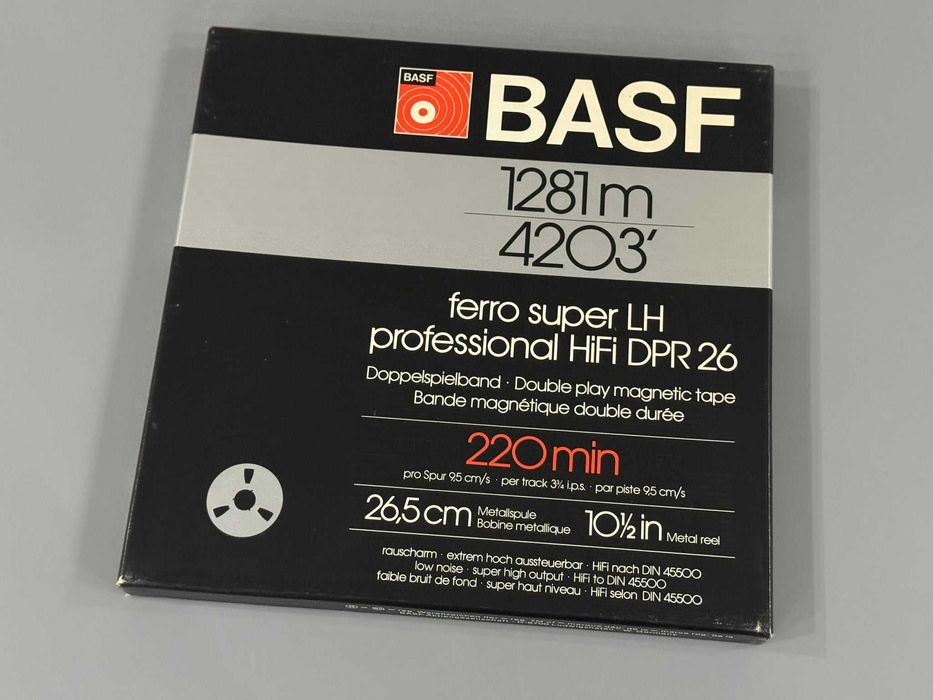 BASF
BASF
1281 m
4203'
ferro super LH
professional HiFi DPR 26
Doppelspielband · Double play magnetic tape
Bande magnétique double durée
220 min
pro Spur 9,5 cm/s · per track 3¾ i.p.s. · par piste 9,5 cm/s
26,5 cm Metallspule
Bobine metallique
10½ in Metal reel
rauscharm · extrem hoch aussteuerbar · HiFi nach DIN 45500
low noise · super high output · HiFi to DIN 45500
faible bruit de fond · super haut niveau · HiFi selon DIN 45500